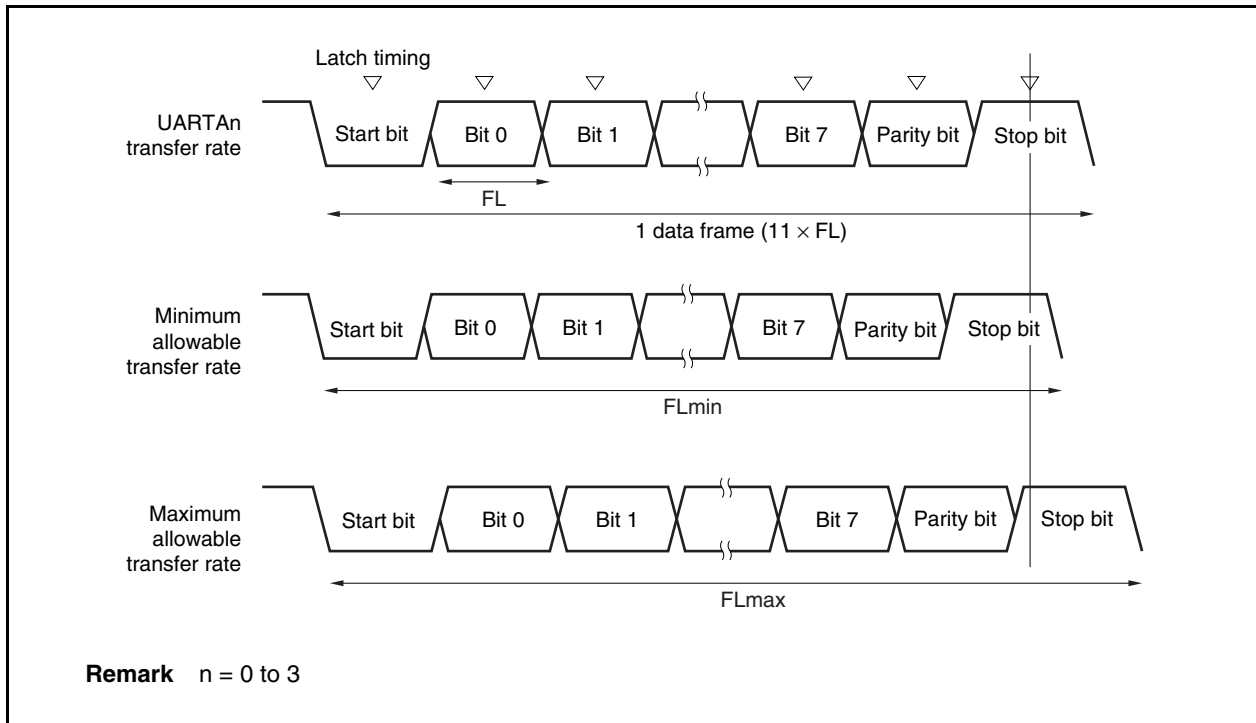 Latch timing
UARTAn
transfer rate
Start bit
Bit 0
Bit 1
Bit 7
Parity bit
Stop bit
FL
1 data frame (11 × FL)
Minimum
allowable
transfer rate
Start bit
Bit 0
Bit 1
Bit 7
Parity bit
Stop bit
FLmin
Maximum
allowable
transfer rate
Start bit
Bit 0
Bit 1
Bit 7
Parity bit
Stop bit
FLmax
Remark n = 0 to 3